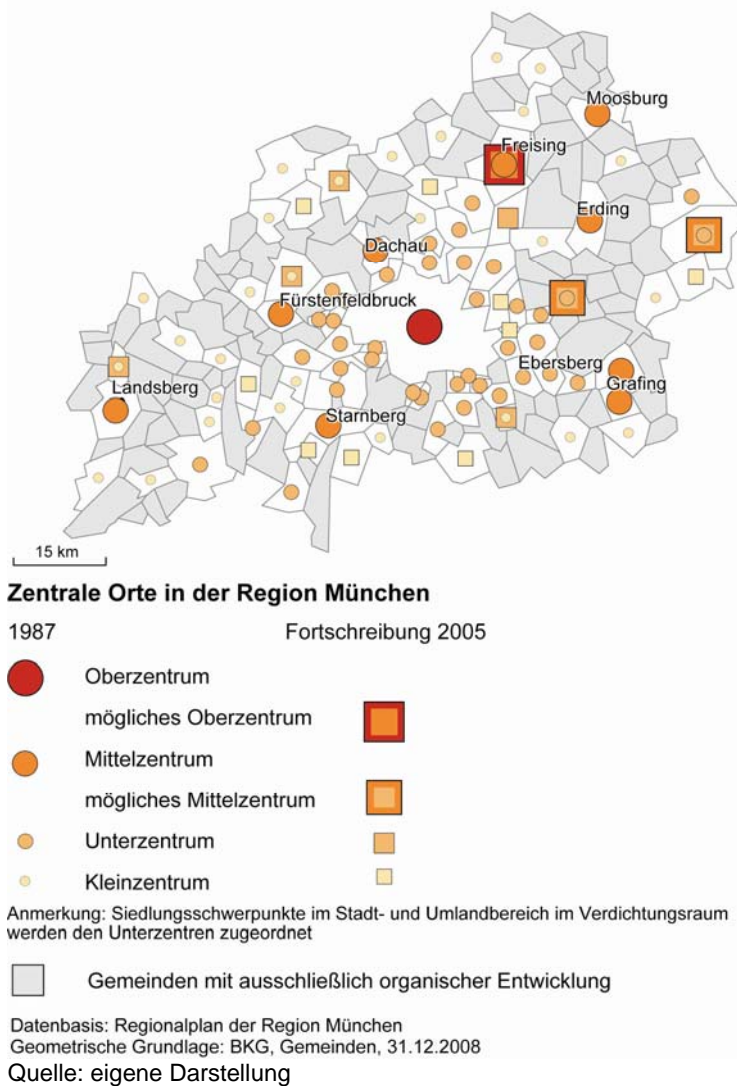 Moosburg
Freising
Erding
Dachau
Fürstenfeldbruck
Ebersberg
Landsberg
Grafing
Starnberg
15 km
Zentrale Orte in der Region München
1987 Fortschreibung 2005
Oberzentrum
mögliches Oberzentrum
Mittelzentrum
mögliches Mittelzentrum
Unterzentrum
Kleinzentrum
Anmerkung: Siedlungsschwerpunkte im Stadt- und Umlandbereich im Verdichtungsraum
werden den Unterzentren zugeordnet
Gemeinden mit ausschließlich organischer Entwicklung
Datenbasis: Regionalplan der Region München
Geometrische Grundlage: BKG, Gemeinden, 31.12.2008
Quelle: eigene Darstellung